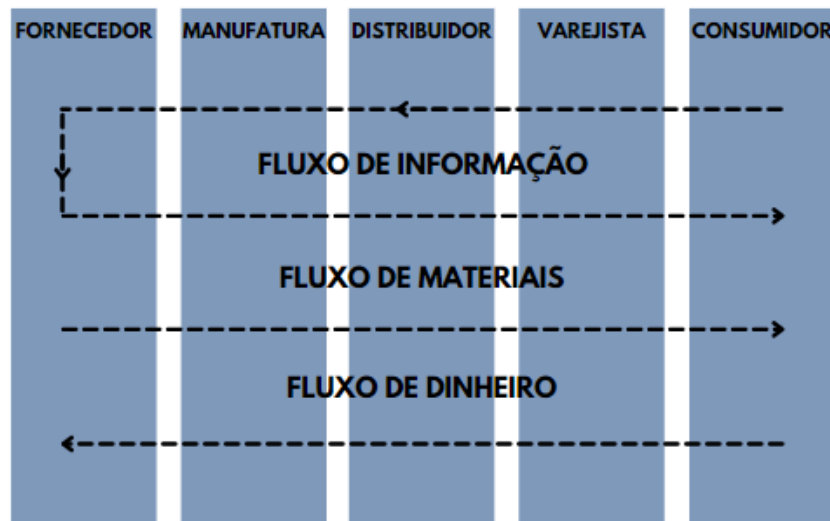 FORNECEDOR MANUFATURA DISTRIBUIDOR VAREJISTA CONSUMIDOR
FLUXO DE INFORMAÇÃO
FLUXO DE MATERIAIS
FLUXO DE DINHEIRO